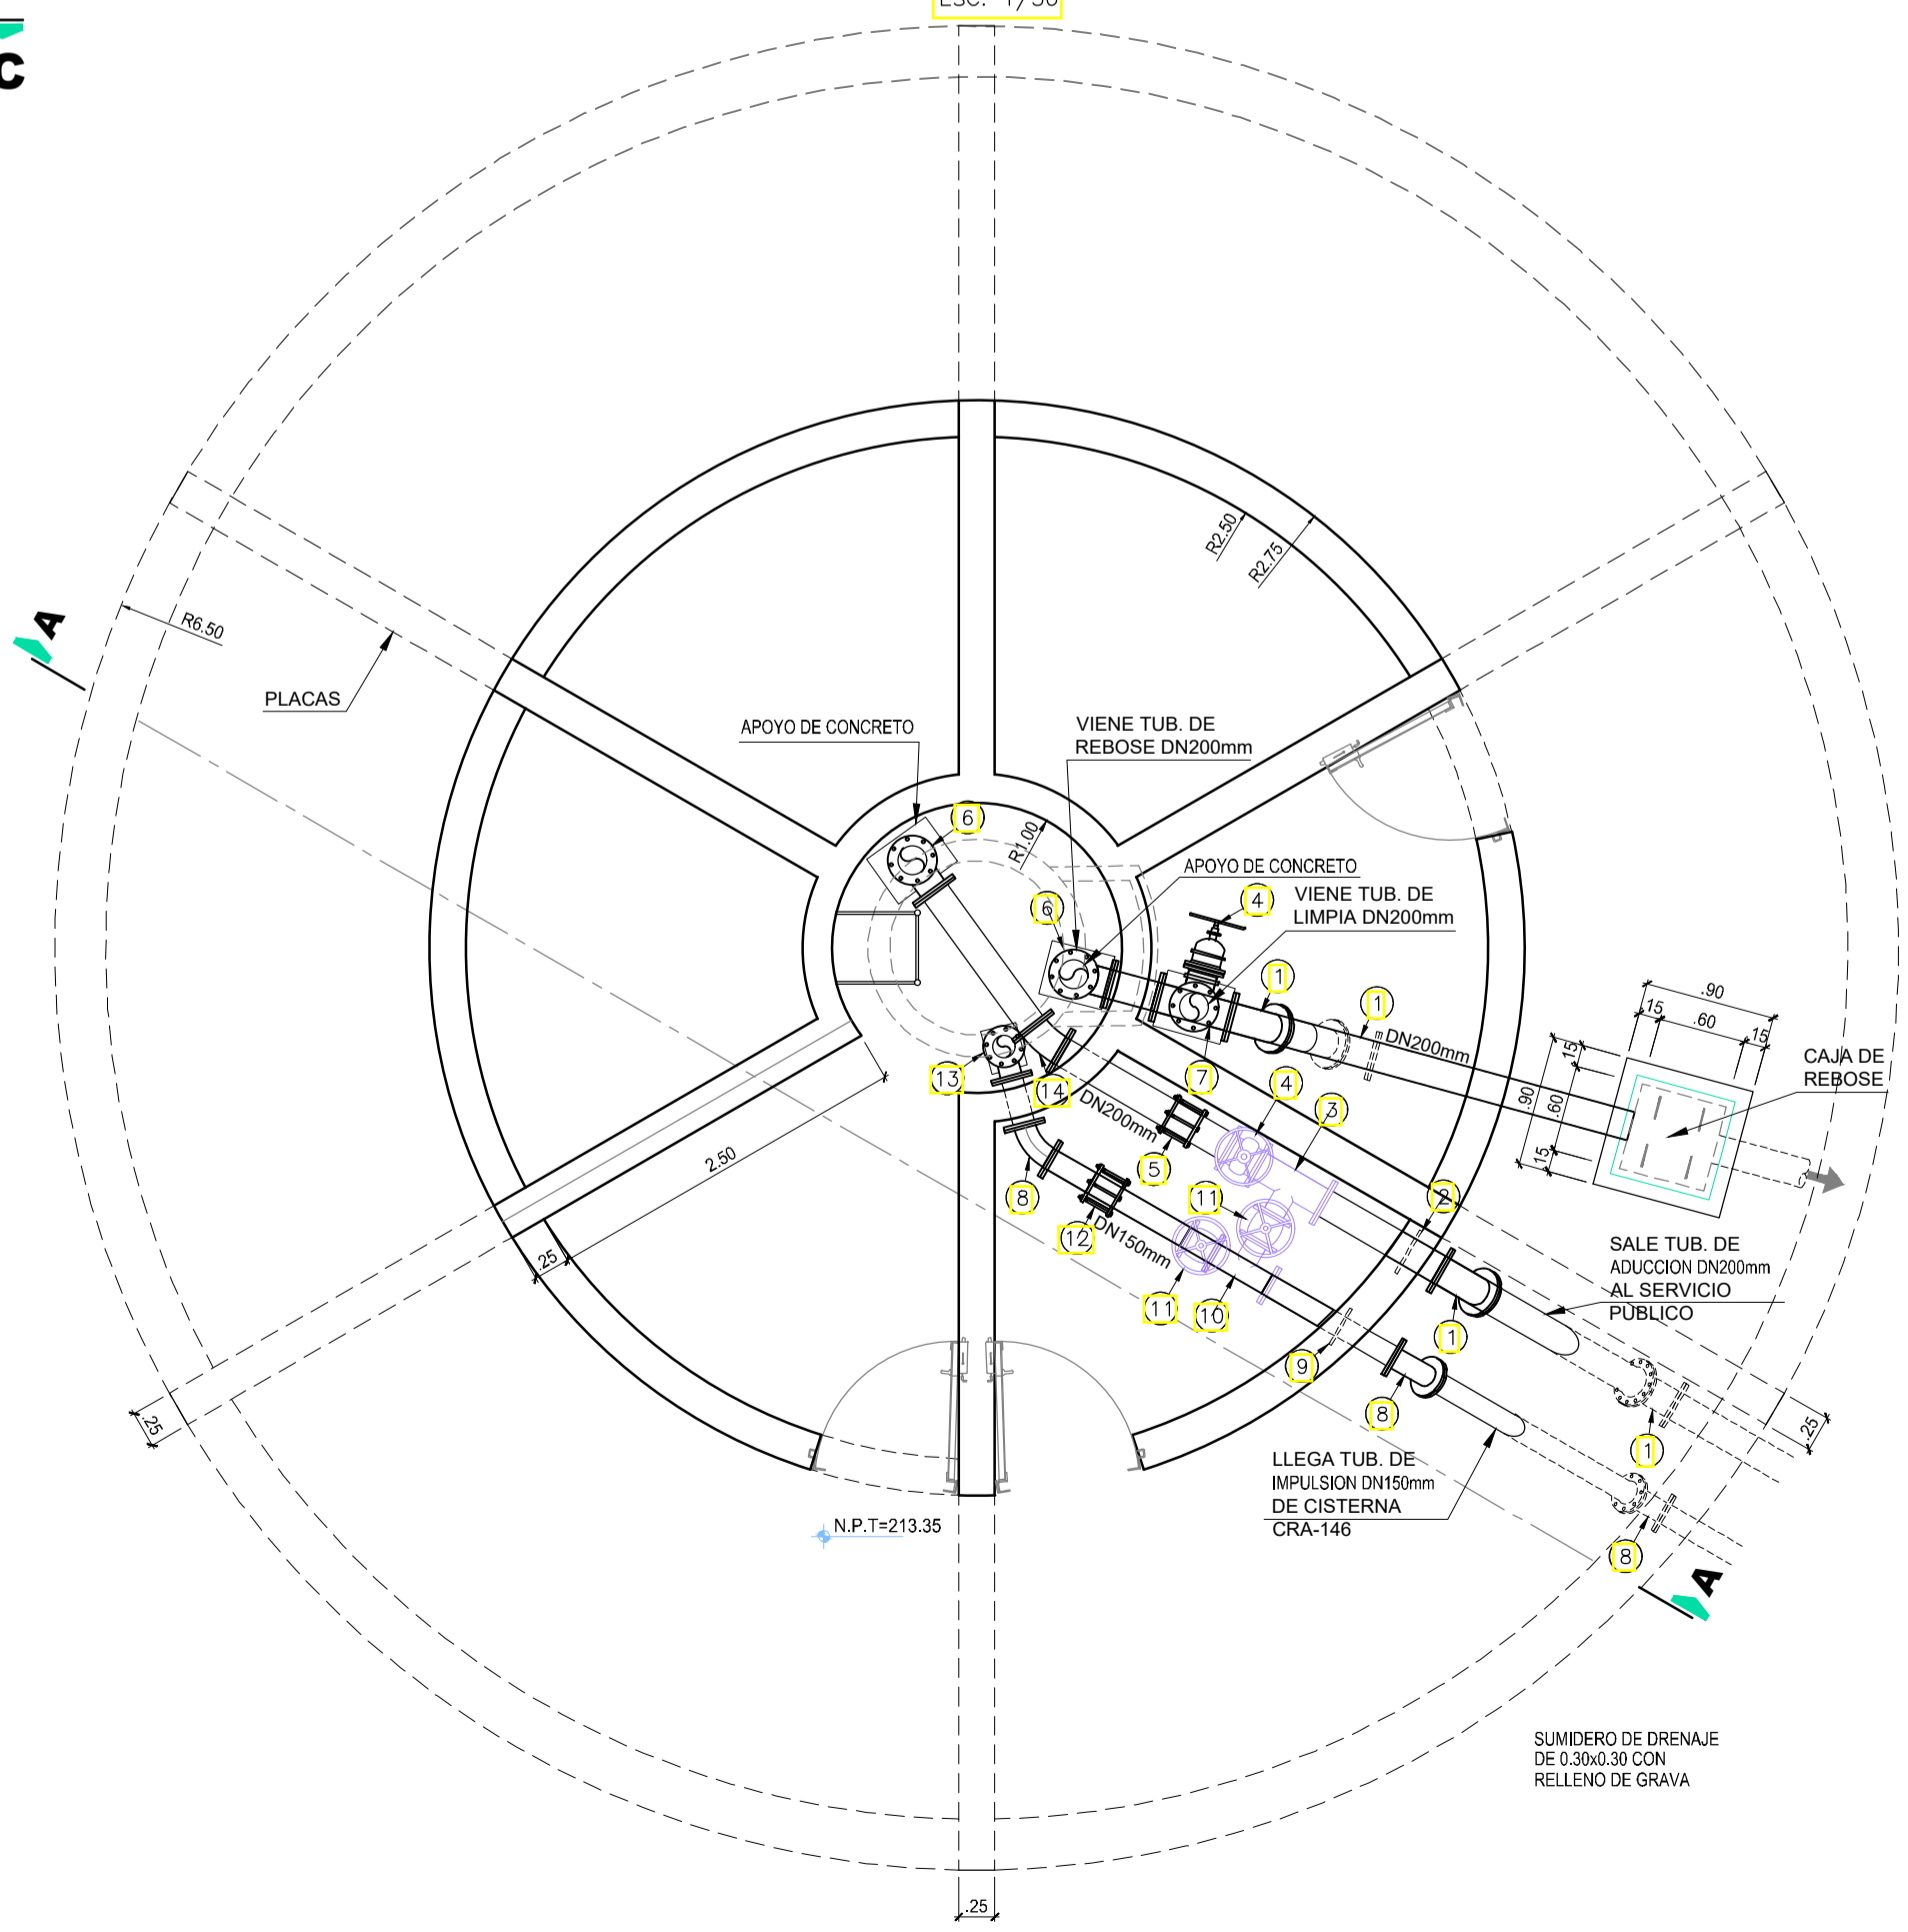 ESC. 1/50
C
R2.50
R2.75
A
R6.50
PLACAS
APOYO DE CONCRETO
VIENE TUB. DE
REBOSE DN200mm
6
R1.00
APOYO DE CONCRETO
4
VIENE TUB. DE
LIMPIA DN200mm
6
1
1
DN200mm
.90
.15
.60
.15
.90
.15
.60
.15
CAJA DE
REBOSE
13
14
7
4
3
DN200mm
5
2.50
8
11
2
12
DN150mm
SALE TUB. DE
ADUCCION DN200mm
AL SERVICIO
PUBLICO
.25
11
10
1
9
8
.25
.25
1
LLEGA TUB. DE
IMPULSION DN150mm
DE CISTERNA
CRA-146
N.P.T=213.35
8
A
SUMIDERO DE DRENAJE
DE 0.30x0.30 CON
RELLENO DE GRAVA
.25